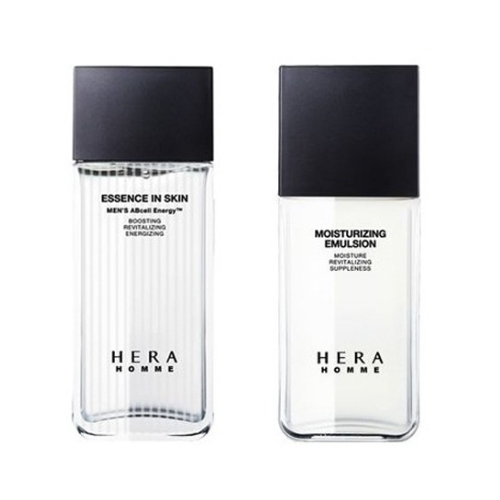 ESSENCE IN SKIN
MEN'S ABcell Energy™
BOOSTING
REVITALIZING
ENERGIZING
HERA
HOMME
MOISTURIZING
EMULSION
MOISTURE
REVITALIZING
SUPPLENESS
HERA
HOMME